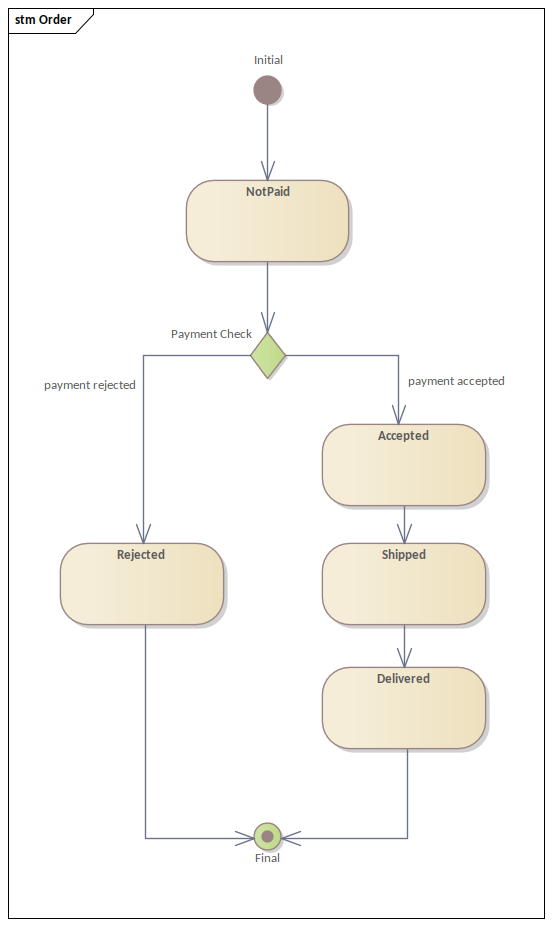 stm Order
Initial
NotPaid
Payment Check
payment rejected
payment accepted
Accepted
Rejected
Shipped
Delivered
Final